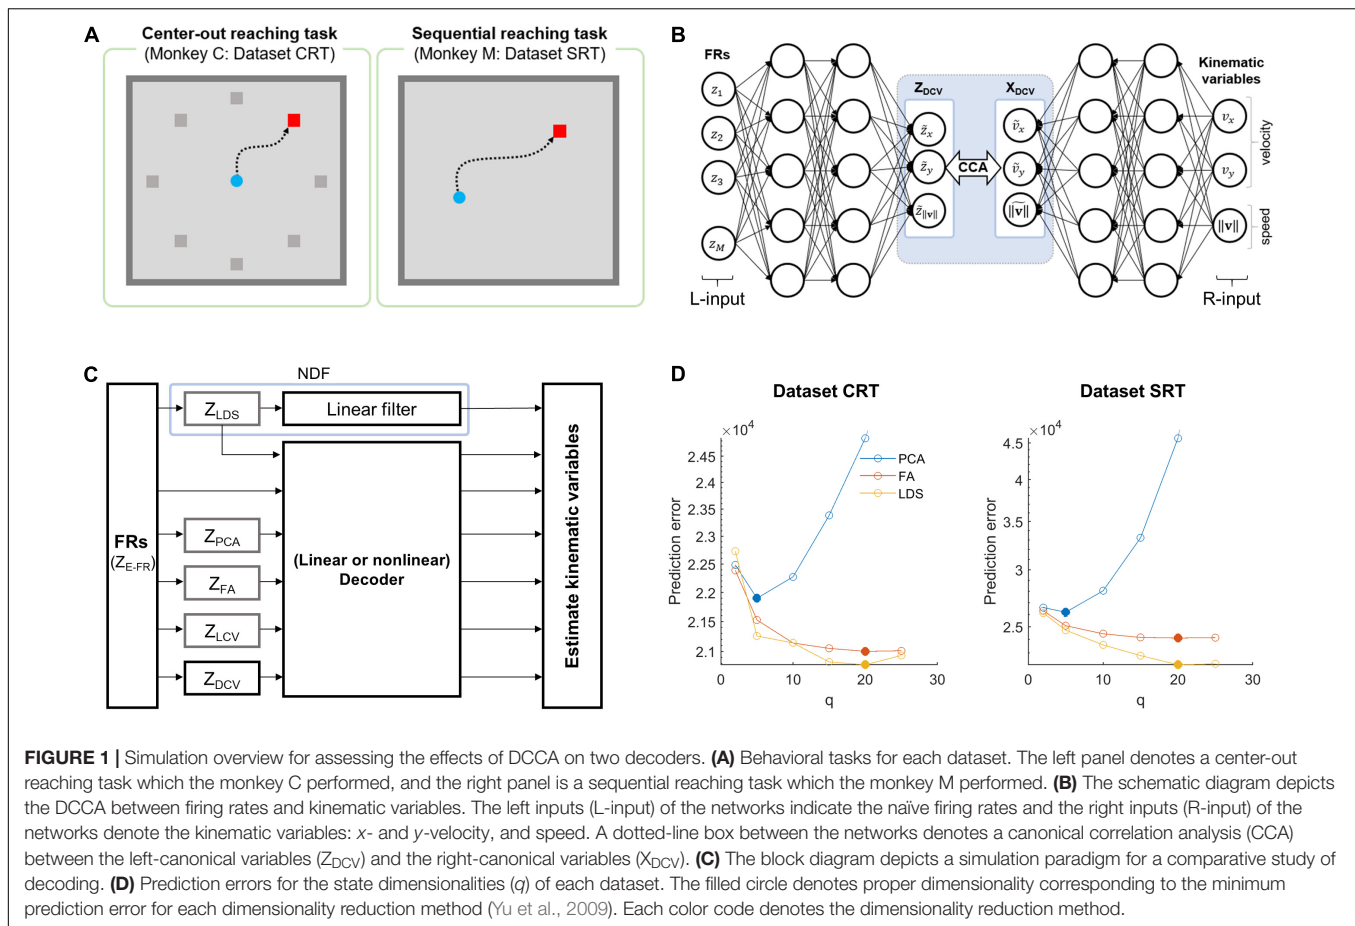 A
Center-out reaching task
(Monkey C: Dataset CRT)
Sequential reaching task
(Monkey M: Dataset SRT)
B
FRs
z1
z2
z3
zM
L-input
ZDCV
z̃x
z̃y
z̃‖v‖
CCA
XDCV
ṽx
ṽy
‖v‖~
Kinematic
variables
vx
vy
‖v‖
velocity
speed
R-input
C
NDF
FRs
(ZE-FR)
ZLDS
Linear filter
ZPCA
ZFA
ZLCV
ZDCV
(Linear or nonlinear)
Decoder
Estimate kinematic variables
D
Dataset CRT
×10⁴
Prediction error
2.45
2.4
2.35
2.3
2.25
2.2
2.15
2.1
0 10 20 30
q
PCA
FA
LDS
Dataset SRT
×10⁴
Prediction error
4.5
4
3.5
3
2.5
0 10 20 30
q
FIGURE 1 | Simulation overview for assessing the effects of DCCA on two decoders. (A) Behavioral tasks for each dataset. The left panel denotes a center-out
reaching task which the monkey C performed, and the right panel is a sequential reaching task which the monkey M performed. (B) The schematic diagram depicts
the DCCA between firing rates and kinematic variables. The left inputs (L-input) of the networks indicate the naïve firing rates and the right inputs (R-input) of the
networks denote the kinematic variables: x- and y-velocity, and speed. A dotted-line box between the networks denotes a canonical correlation analysis (CCA)
between the left-canonical variables (ZDCV) and the right-canonical variables (XDCV). (C) The block diagram depicts a simulation paradigm for a comparative study of
decoding. (D) Prediction errors for the state dimensionalities (q) of each dataset. The filled circle denotes proper dimensionality corresponding to the minimum
prediction error for each dimensionality reduction method (Yu et al., 2009). Each color code denotes the dimensionality reduction method.